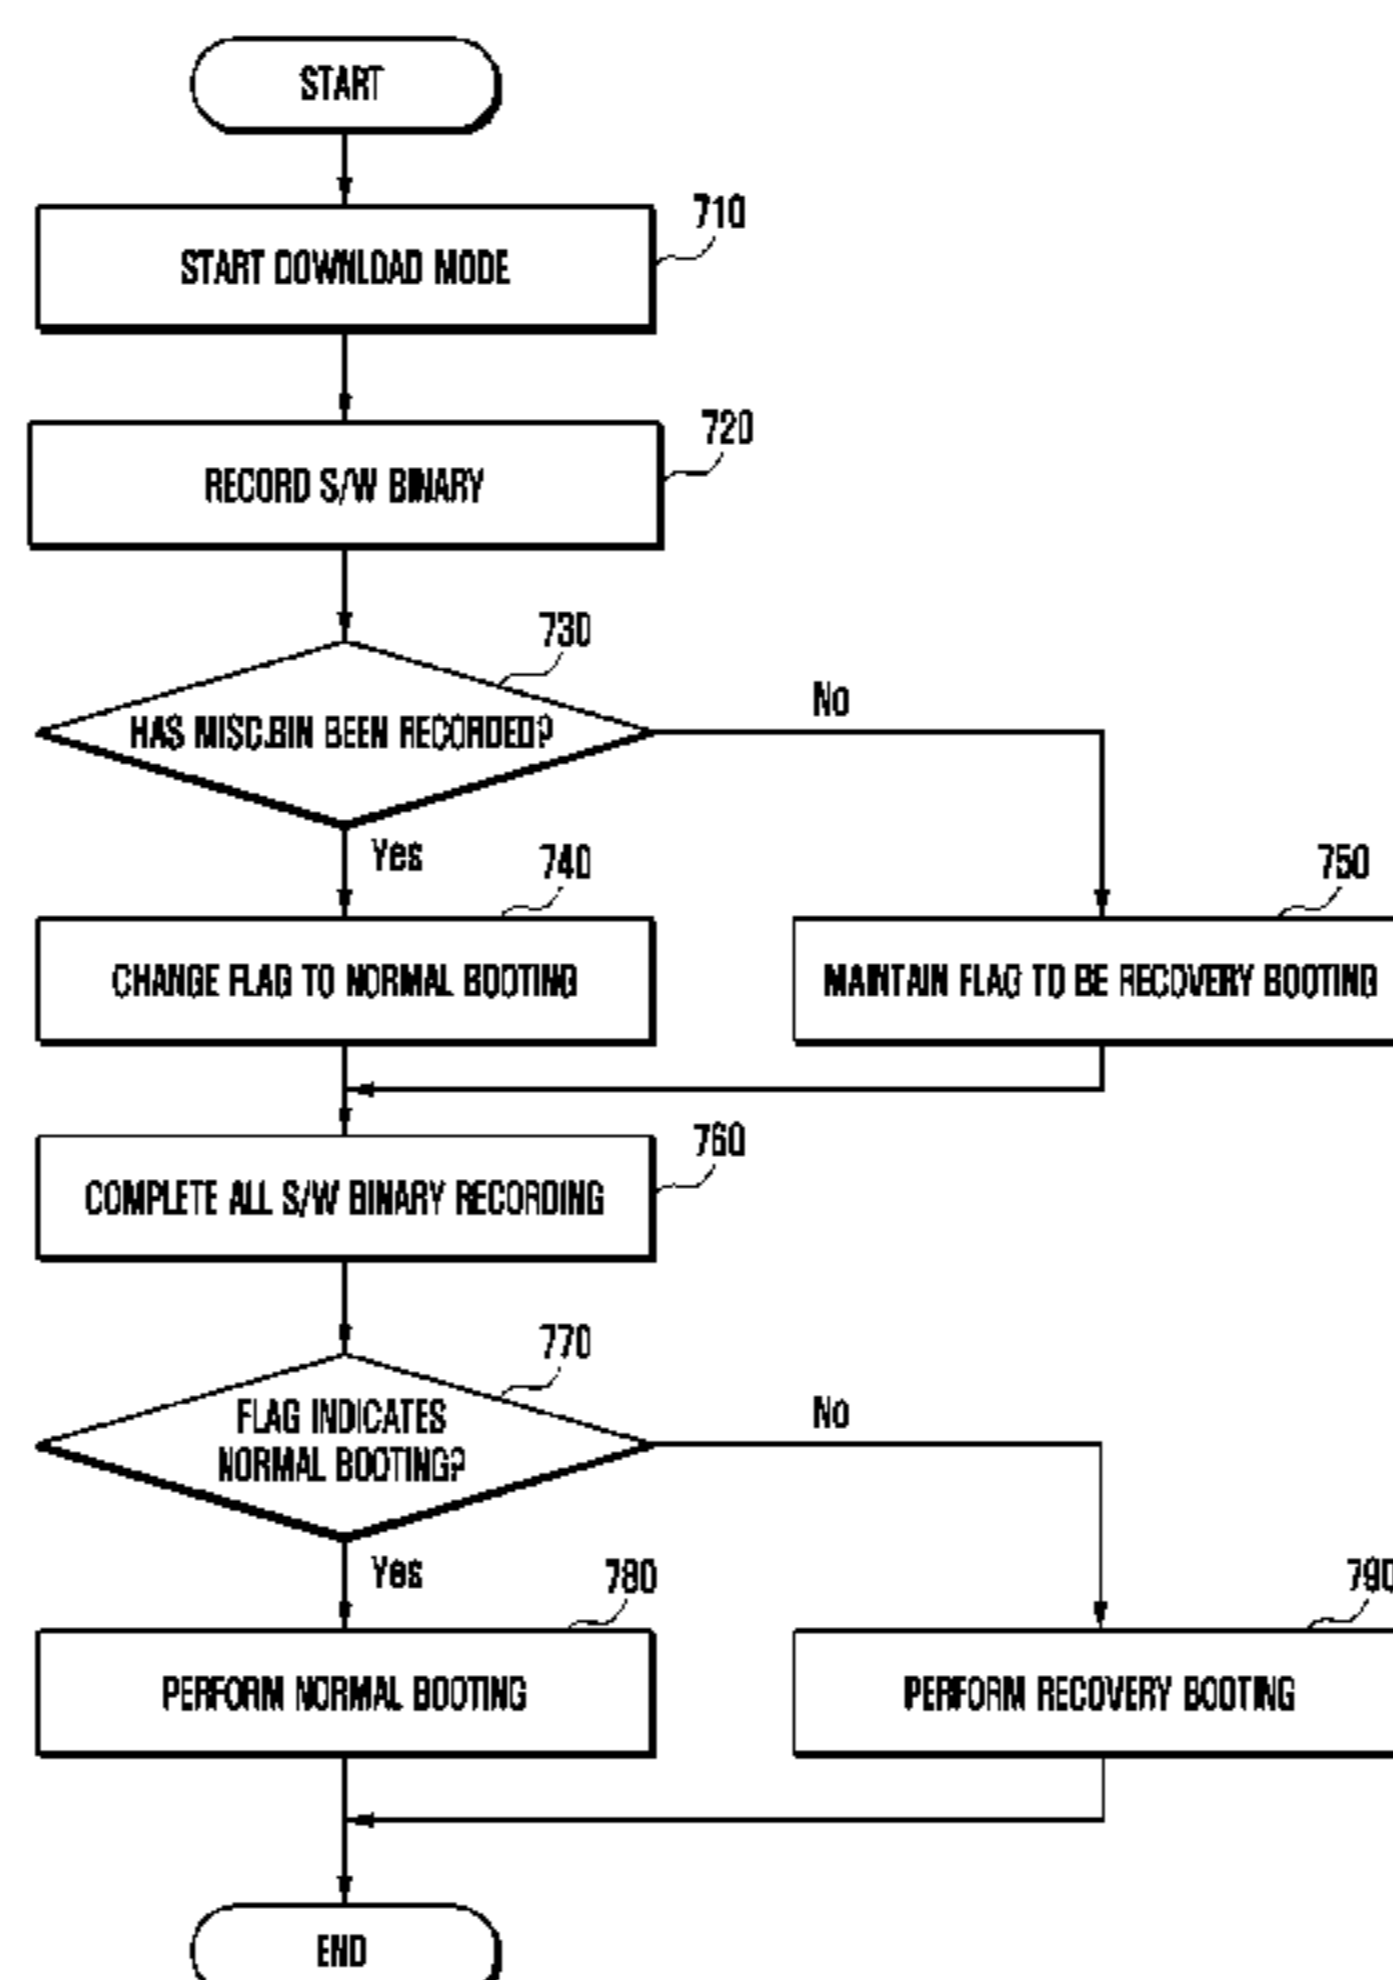 START
710
START DOWNLOAD MODE
720
RECORD S/W BINARY
730
HAS MISC.BIN BEEN RECORDED?
No
Yes
740
750
CHANGE FLAG TO NORMAL BOOTING
MAINTAIN FLAG TO BE RECOVERY BOOTING
760
COMPLETE ALL S/W BINARY RECORDING
770
FLAG INDICATES
NORMAL BOOTING?
No
Yes
780
790
PERFORM NORMAL BOOTING
PERFORM RECOVERY BOOTING
END